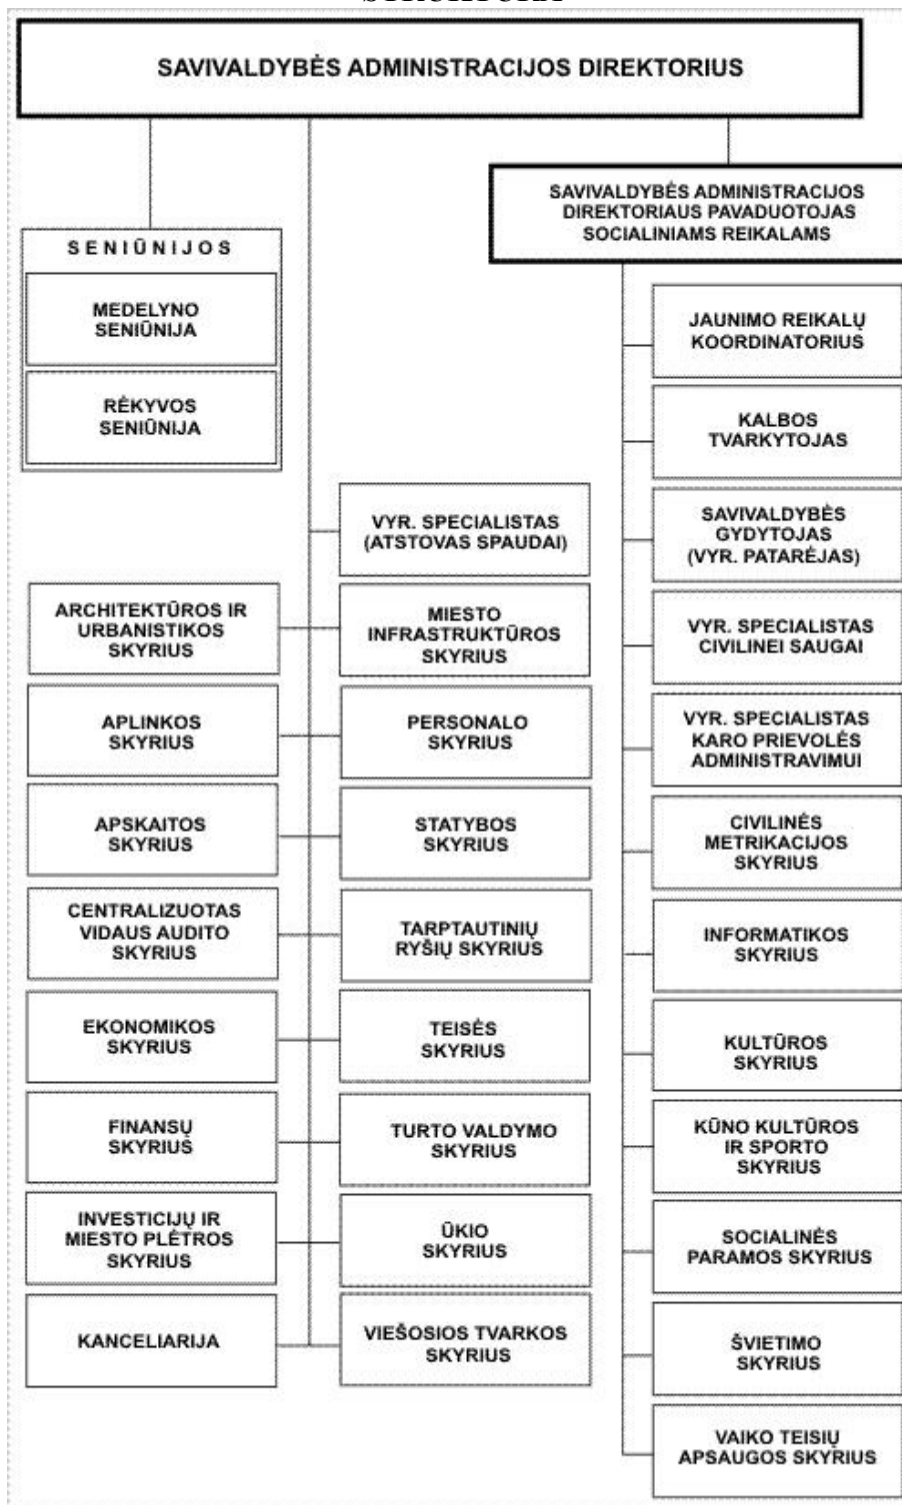 STRUKTŪRA
SAVIVALDYBĖS ADMINISTRACIJOS DIREKTORIUS
SAVIVALDYBĖS ADMINISTRACIJOS
DIREKTORIAUS PAVADUOTOJAS
SOCIALINIAMS REIKALAMS
SENIŪNIJOS
MEDELYNO
SENIŪNIJA
RĖKYVOS
SENIŪNIJA
VYR. SPECIALISTAS
(ATSTOVAS SPAUDAI)
ARCHITEKTŪROS IR
URBANISTIKOS
SKYRIUS
MIESTO
INFRASTRUKTŪROS
SKYRIUS
APLINKOS
SKYRIUS
PERSONALO
SKYRIUS
APSKAITOS
SKYRIUS
STATYBOS
SKYRIUS
CENTRALIZUOTAS
VIDAUS AUDITO
SKYRIUS
TARPTAUTINIŲ
RYŠIŲ SKYRIUS
EKONOMIKOS
SKYRIUS
TEISĖS
SKYRIUS
FINANSŲ
SKYRIUS
TURTO VALDYMO
SKYRIUS
INVESTICIJŲ IR
MIESTO PLĖTROS
SKYRIUS
ŪKIO
SKYRIUS
KANCELIARIJA
VIEŠOSIOS TVARKOS
SKYRIUS
JAUNIMO REIKALŲ
KOORDINATORIUS
KALBOS
TVARKYTOJAS
SAVIVALDYBĖS
GYDYTOJAS
(VYR. PATARĖJAS)
VYR. SPECIALISTAS
CIVILINEI SAUGAI
VYR. SPECIALISTAS
KARO PRIEVOLĖS
ADMINISTRAVIMUI
CIVILINĖS
METRIKACIJOS
SKYRIUS
INFORMATIKOS
SKYRIUS
KULTŪROS
SKYRIUS
KŪNO KULTŪROS
IR SPORTO
SKYRIUS
SOCIALINĖS
PARAMOS SKYRIUS
ŠVIETIMO
SKYRIUS
VAIKO TEISIŲ
APSAUGOS SKYRIUS